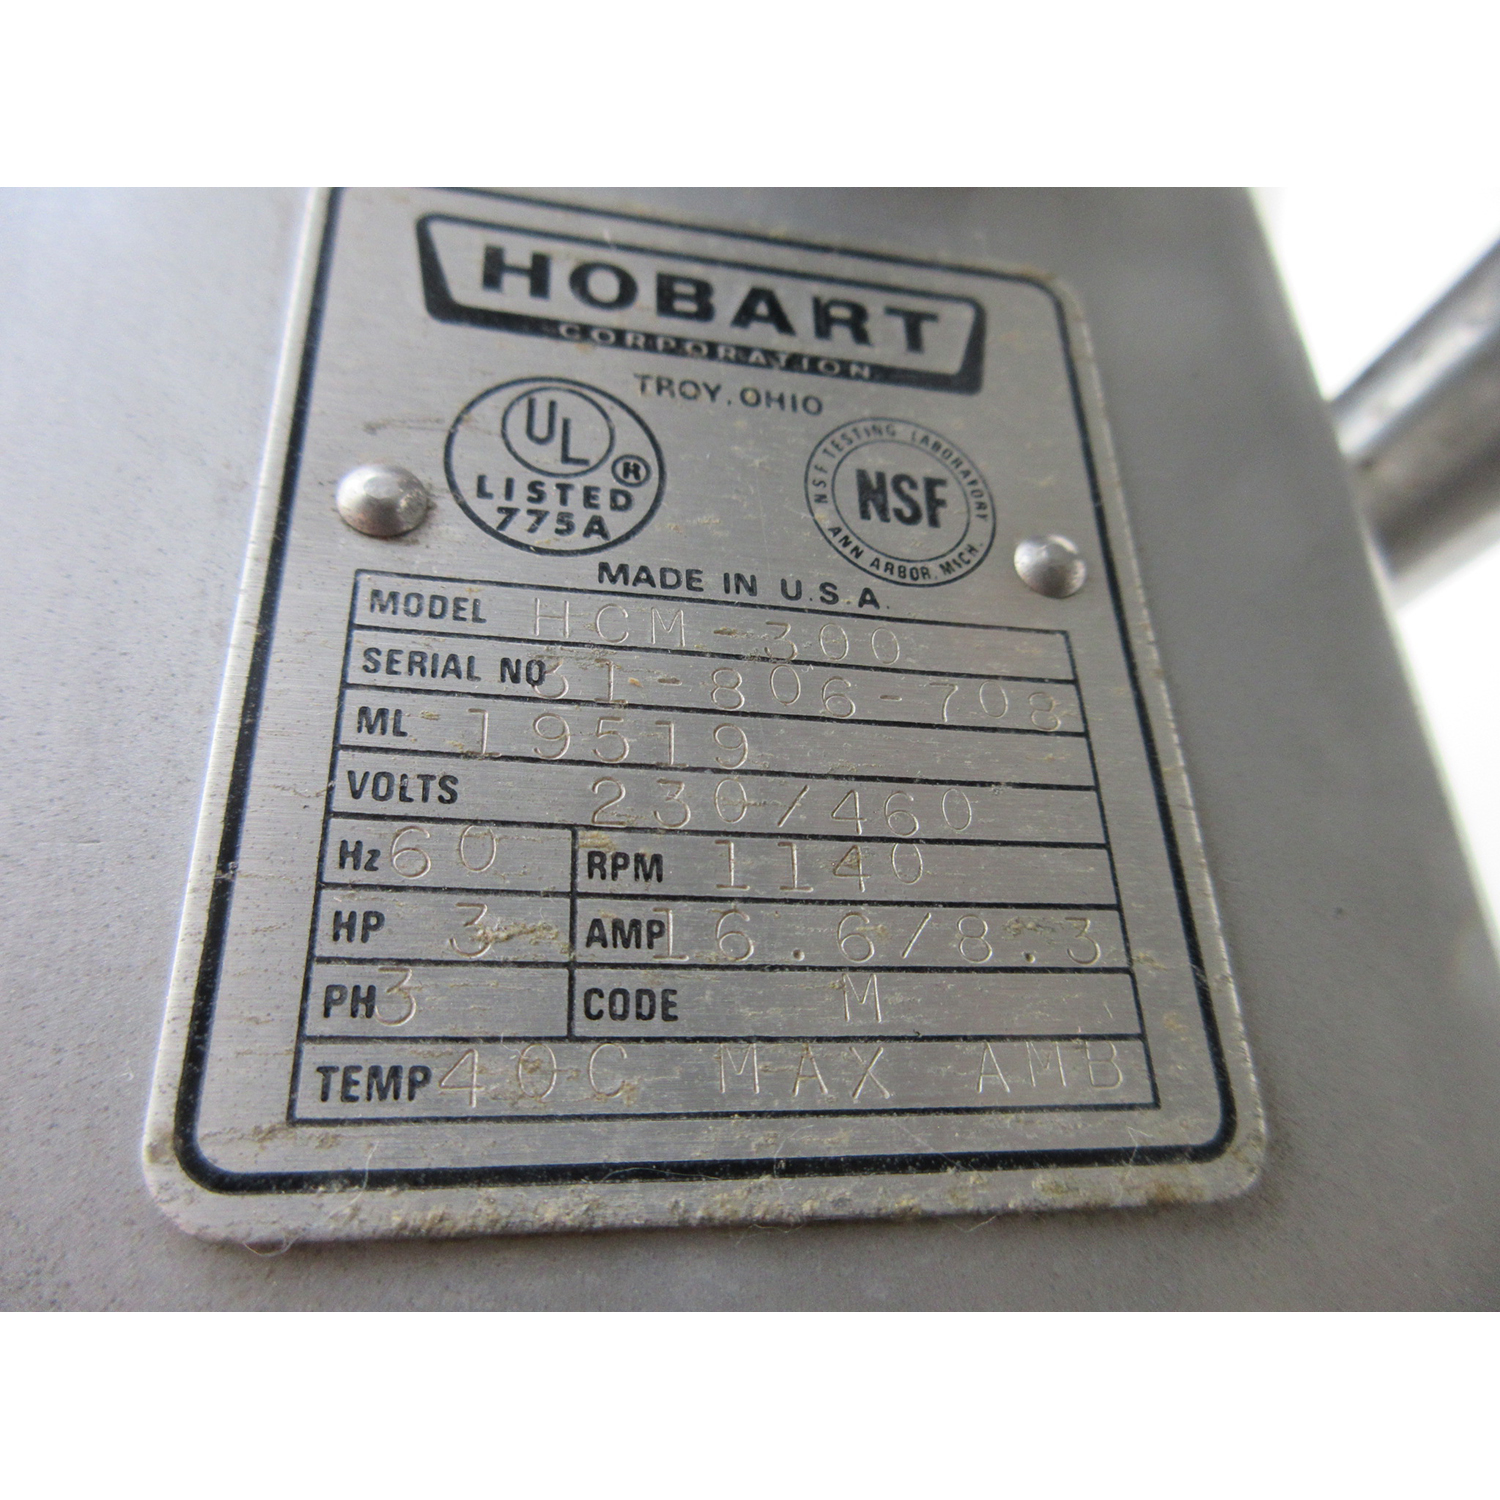 HOBART
CORPORATION
TROY, OHIO
UL
®
LISTED
775A
NSF TESTING LABORATORY
NSF
ANN ARBOR, MICH.
MADE IN U.S.A.
MODEL HCM-300
SERIAL NO 31-806-708
ML-19519
VOLTS 230/460
Hz 60 RPM 1140
HP 3 AMP 16.6/8.3
PH 3 CODE M
TEMP 40C MAX AMB